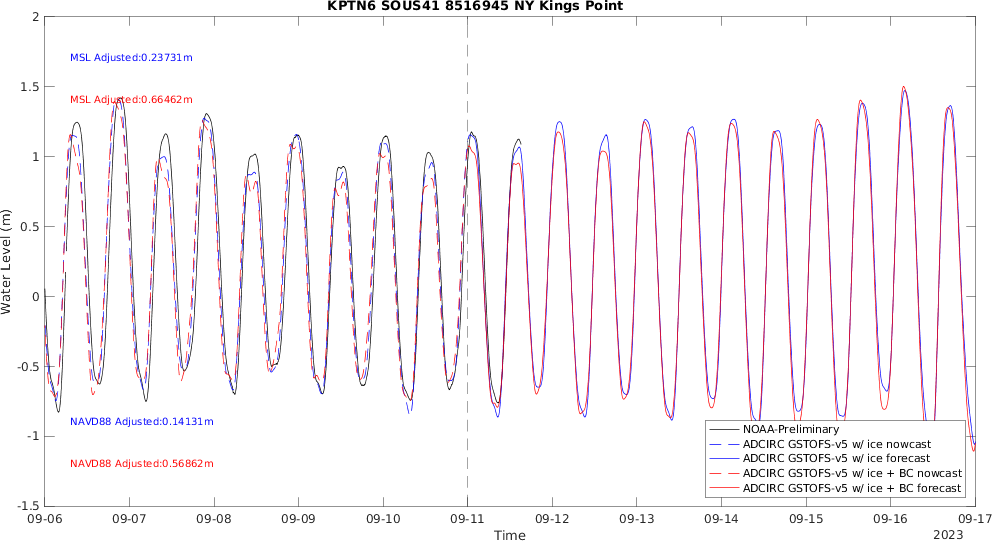 KPTN6 SOUS41 8516945 NY Kings Point
Water Level (m)
2
1.5
1
0.5
0
-0.5
-1
-1.5
MSL Adjusted:0.23731m
MSL Adjusted:0.66462m
NAVD88 Adjusted:0.14131m
NAVD88 Adjusted:0.56862m
NOAA-Preliminary
ADCIRC GSTOFS-v5 w/ ice nowcast
ADCIRC GSTOFS-v5 w/ ice forecast
ADCIRC GSTOFS-v5 w/ ice + BC nowcast
ADCIRC GSTOFS-v5 w/ ice + BC forecast
09-06 09-07 09-08 09-09 09-10 09-11 09-12 09-13 09-14 09-15 09-16 09-17
Time
2023